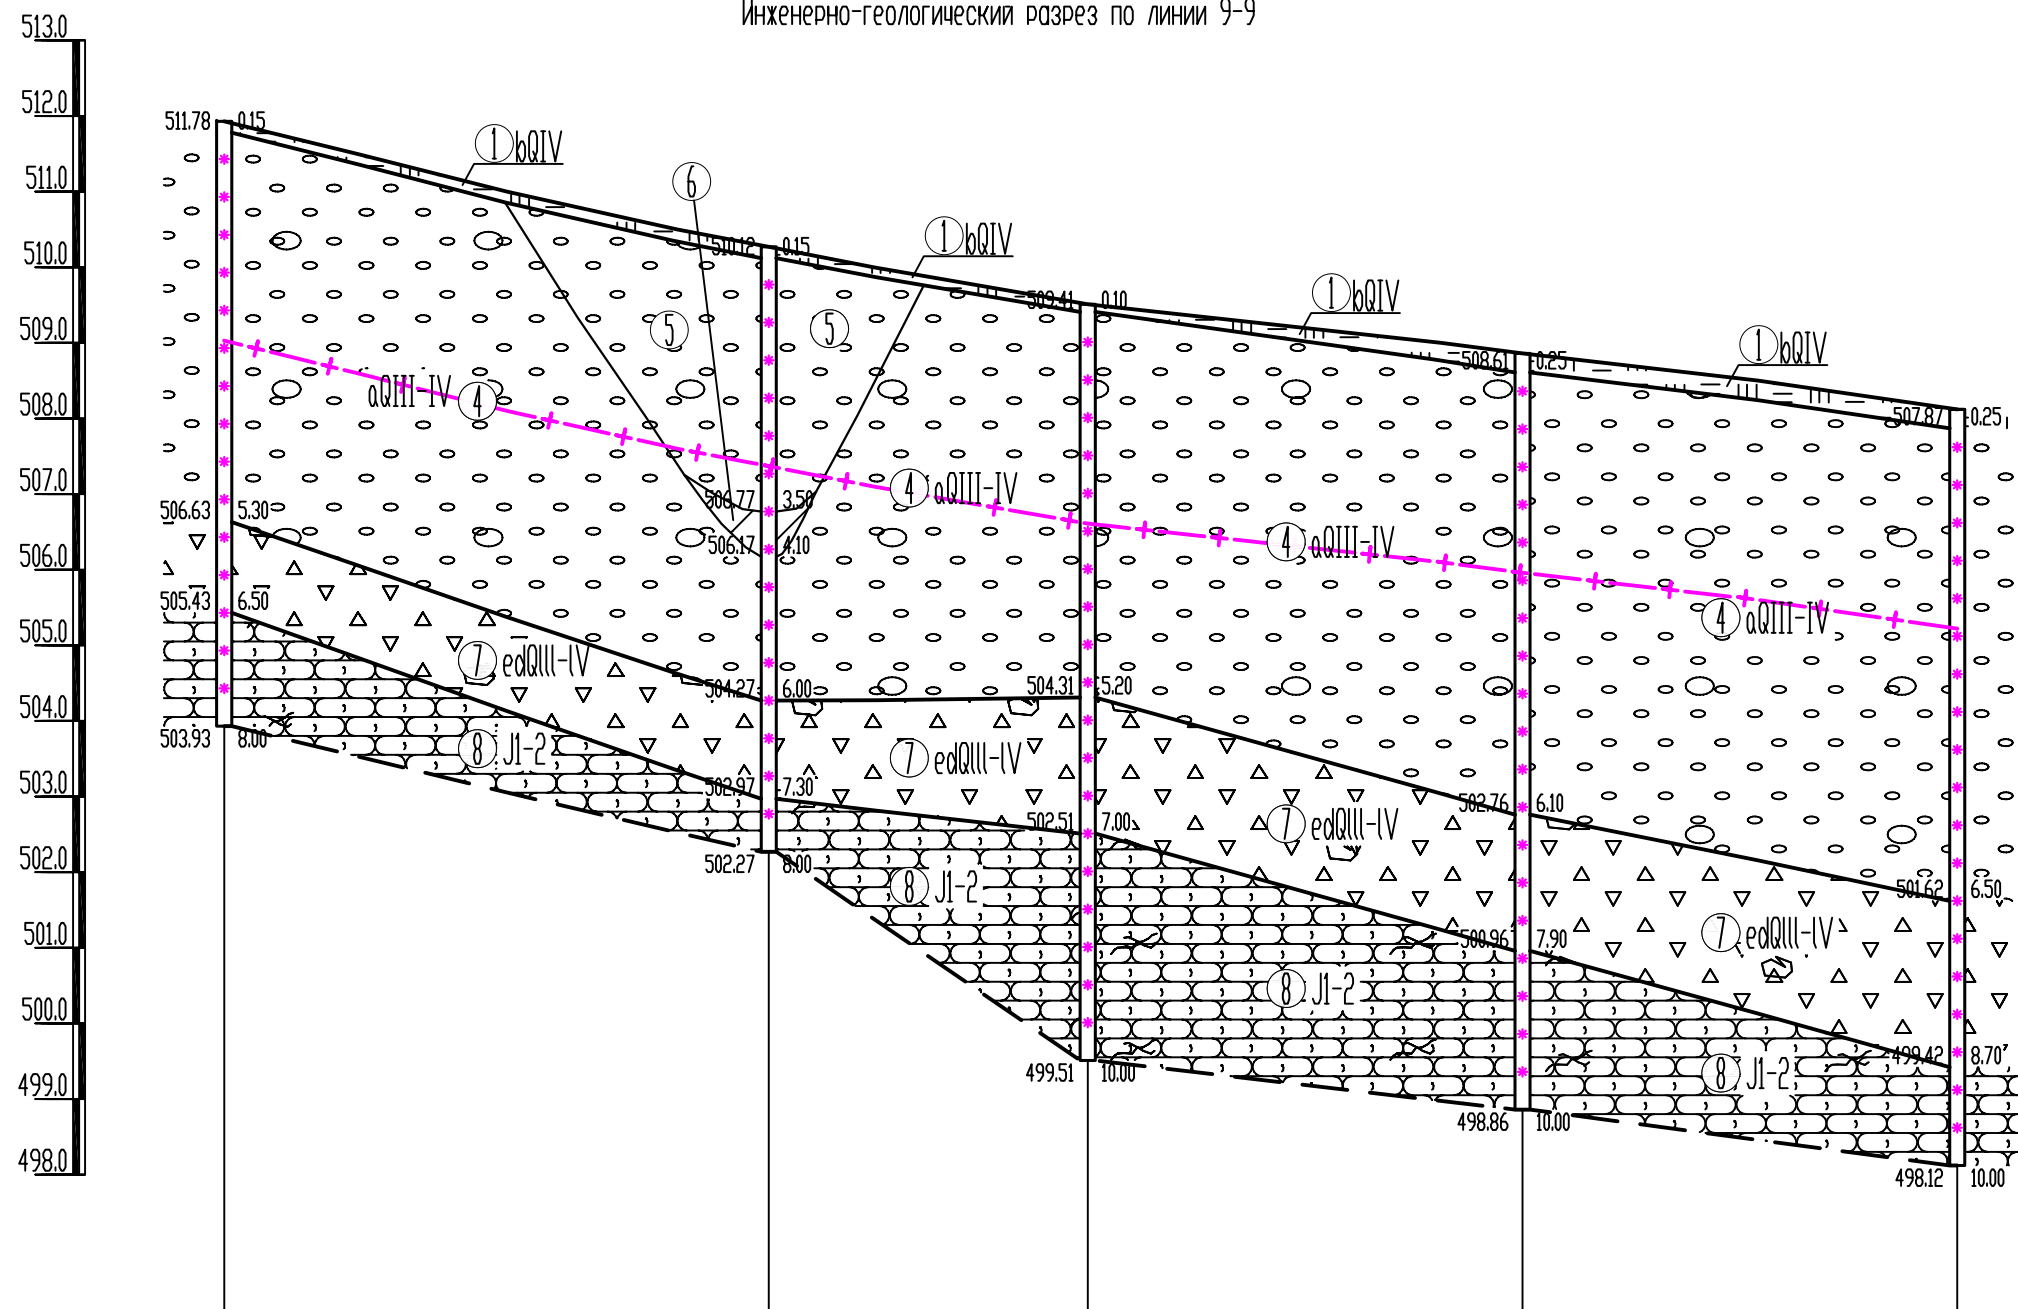 Инженерно-геологический разрез по линии 9-9
513.0
512.0
511.0
510.0
509.0
508.0
507.0
506.0
505.0
504.0
503.0
502.0
501.0
500.0
499.0
498.0
511.78 0.15
1 bQIV
6
510.12 0.15
1 bQIV
509.41 0.10
1 bQIV
508.61 0.25
1 bQIV
507.87 0.25
5
5
aQIII-IV 4
4 aQIII-IV
4 aQIII-IV
4 aQIII-IV
506.77 3.50
506.17 4.10
506.63 5.30
505.43 6.50
7 edQIII-IV
504.27 6.00
504.31 5.20
503.93 8.00
8 J1-2
7 edQIII-IV
502.97 7.30
502.51 7.00
7 edQIII-IV
502.76 6.10
502.27 8.00
8 J1-2
501.62 6.50
500.96 7.90
7 edQIII-IV
8 J1-2
499.51 10.00
499.42 8.70
8 J1-2
498.86 10.00
498.12 10.00